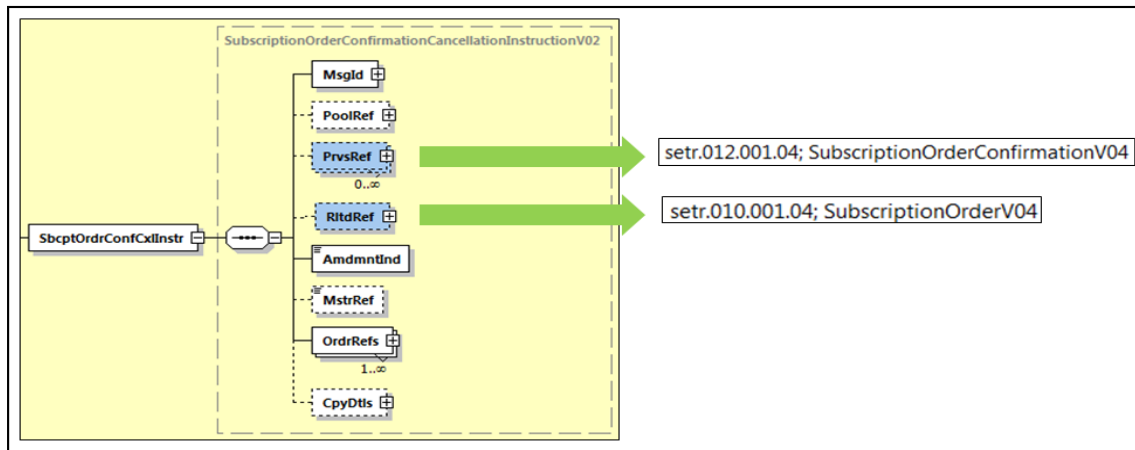 SubscriptionOrderConfirmationCancellationInstructionV02
MsgId
PoolRef
PrvsRef
0..∞
RltdRef
SbcptOrdrConfCxlInstr
AmdmntInd
MstrRef
OrdrRefs
1..∞
CpyDtls
setr.012.001.04; SubscriptionOrderConfirmationV04
setr.010.001.04; SubscriptionOrderV04